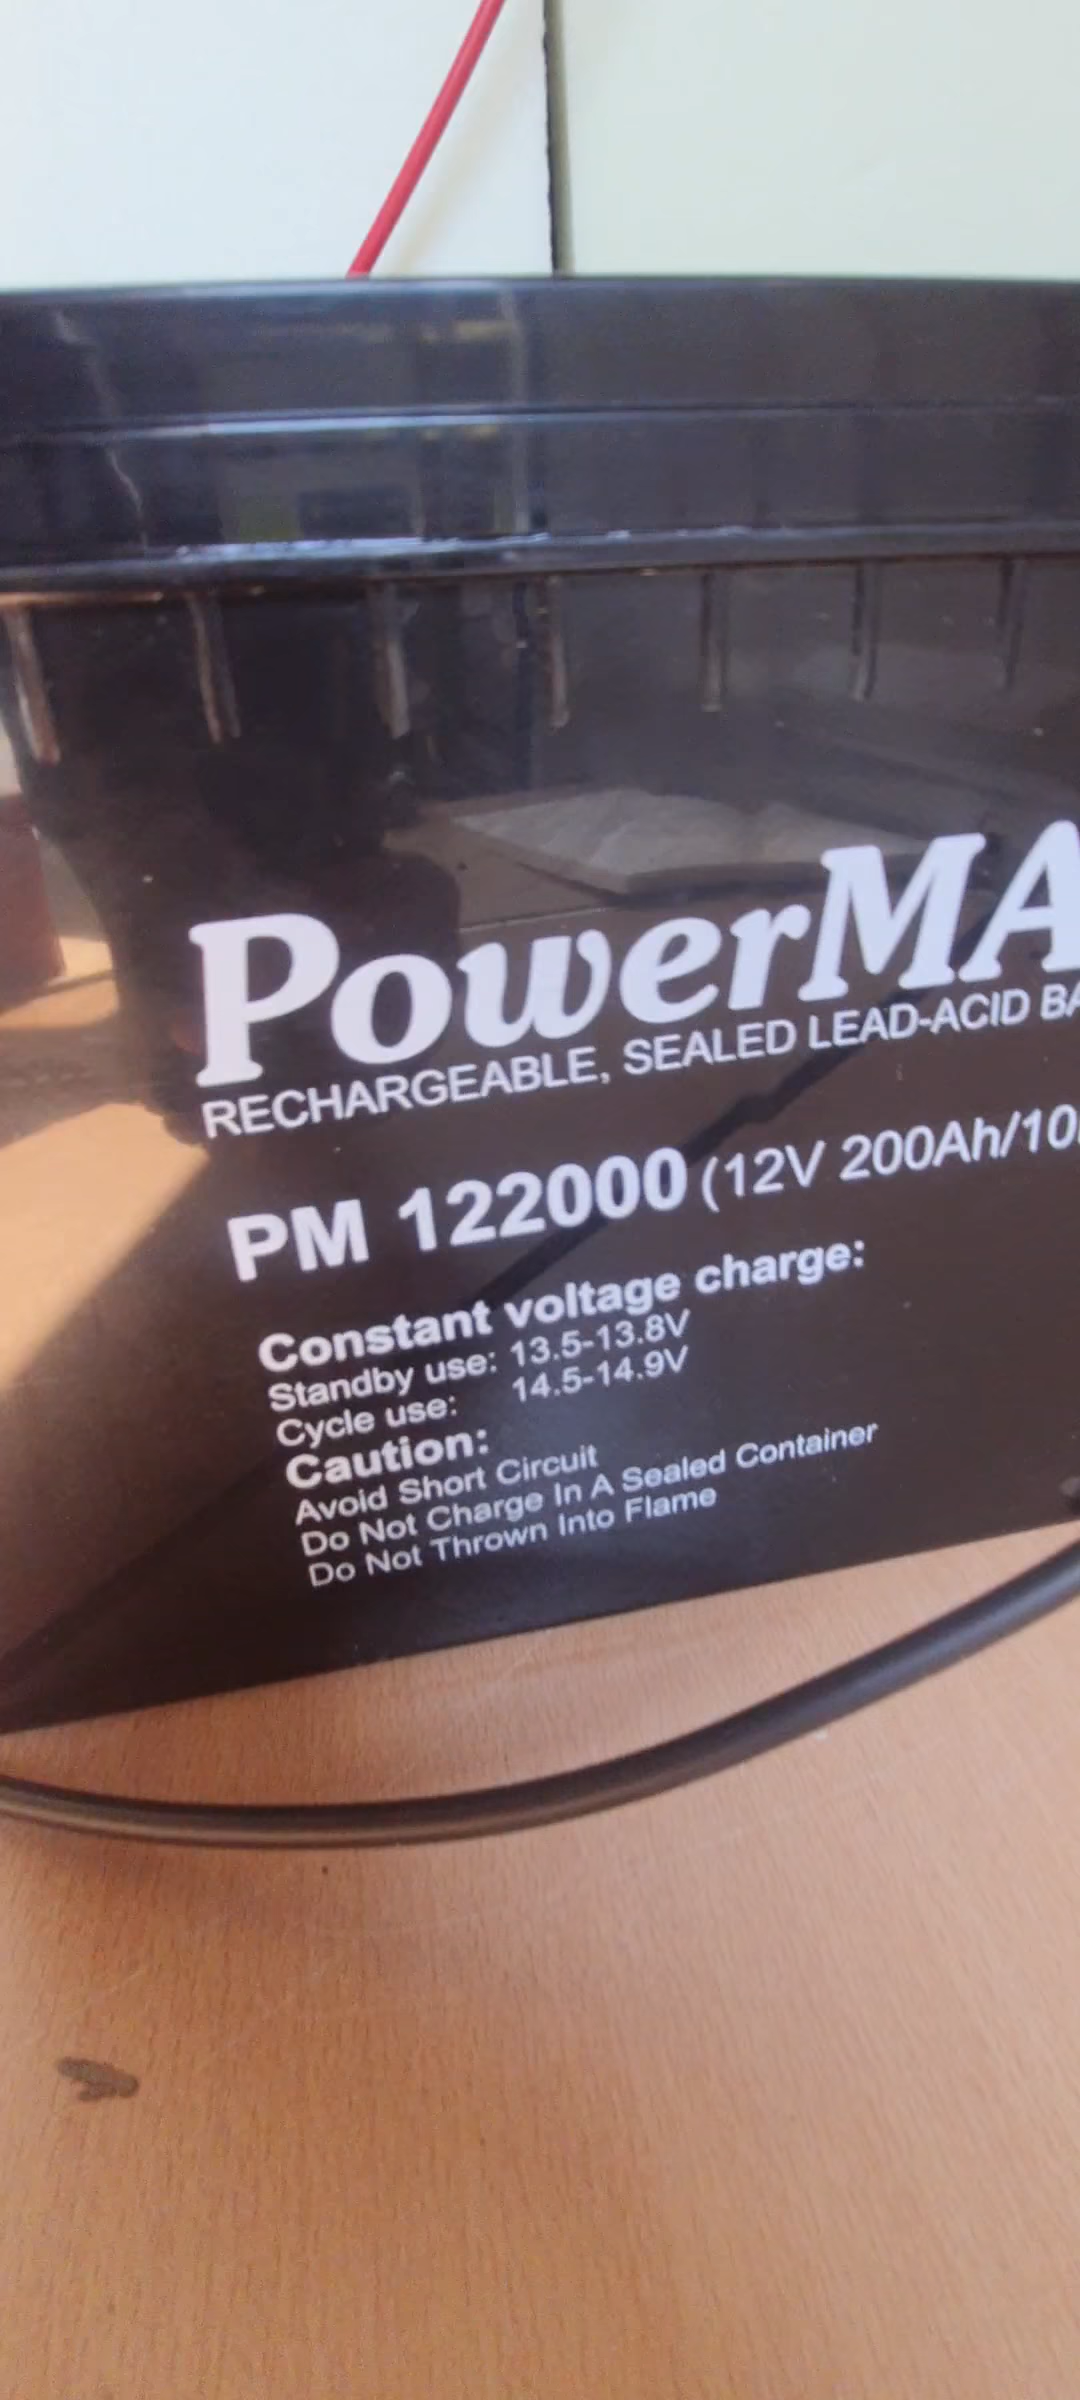 PowerMA
RECHARGEABLE, SEALED LEAD-ACID BA
PM 122000 (12V 200Ah/10
Constant voltage charge:
Standby use: 13.5-13.8V
Cycle use: 14.5-14.9V
Caution:
Avoid Short Circuit
Do Not Charge In A Sealed Container
Do Not Thrown Into Flame